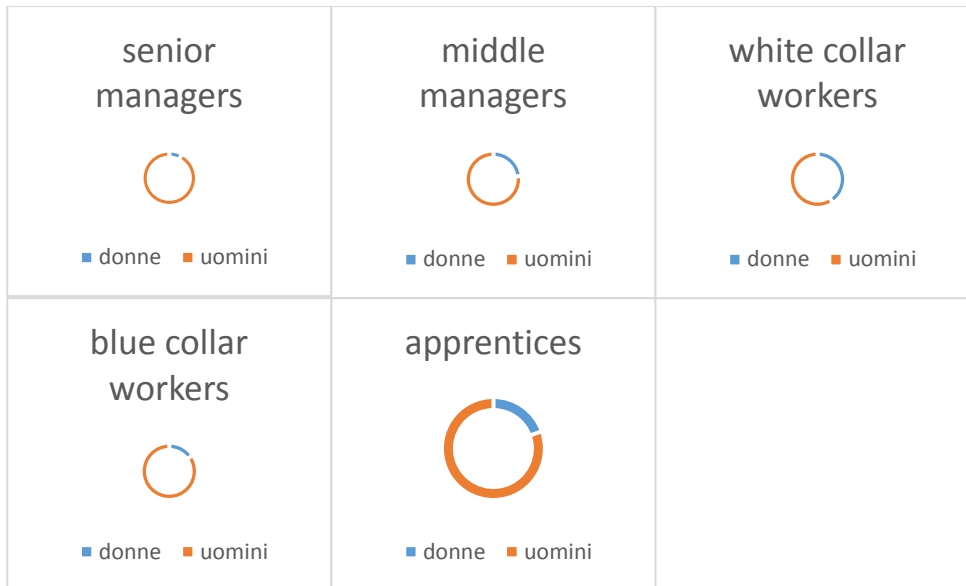 senior
managers
donne uomini
middle
managers
donne uomini
white collar
workers
donne uomini
blue collar
workers
donne uomini
apprentices
donne uomini